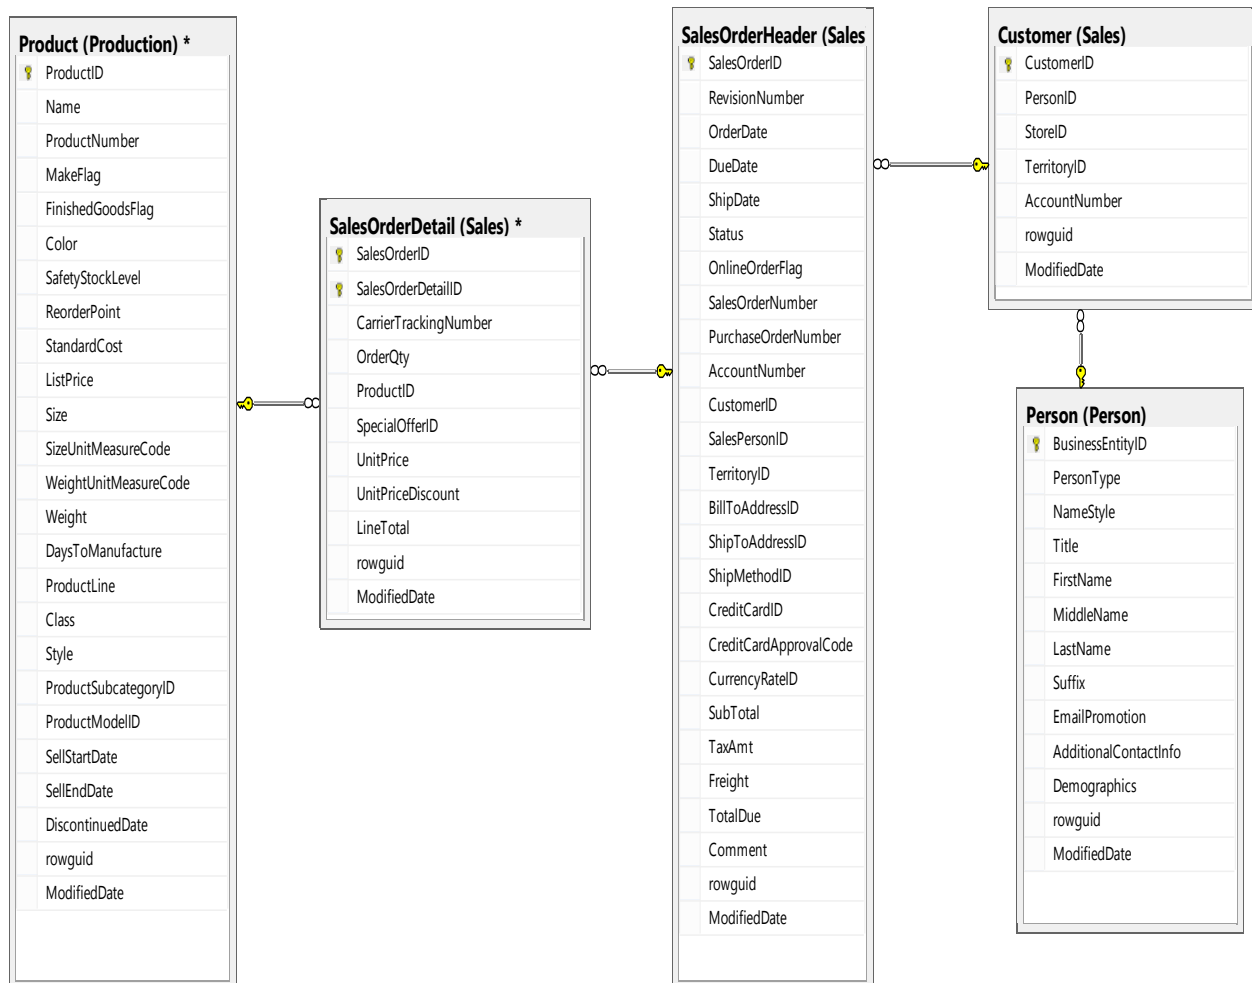 Product (Production) *
ProductID
Name
ProductNumber
MakeFlag
FinishedGoodsFlag
Color
SafetyStockLevel
ReorderPoint
StandardCost
ListPrice
Size
SizeUnitMeasureCode
WeightUnitMeasureCode
Weight
DaysToManufacture
ProductLine
Class
Style
ProductSubcategoryID
ProductModelID
SellStartDate
SellEndDate
DiscontinuedDate
rowguid
ModifiedDate
SalesOrderDetail (Sales) *
SalesOrderID
SalesOrderDetailID
CarrierTrackingNumber
OrderQty
ProductID
SpecialOfferID
UnitPrice
UnitPriceDiscount
LineTotal
rowguid
ModifiedDate
SalesOrderHeader (Sales
SalesOrderID
RevisionNumber
OrderDate
DueDate
ShipDate
Status
OnlineOrderFlag
SalesOrderNumber
PurchaseOrderNumber
AccountNumber
CustomerID
SalesPersonID
TerritoryID
BillToAddressID
ShipToAddressID
ShipMethodID
CreditCardID
CreditCardApprovalCode
CurrencyRateID
SubTotal
TaxAmt
Freight
TotalDue
Comment
rowguid
ModifiedDate
Customer (Sales)
CustomerID
PersonID
StoreID
TerritoryID
AccountNumber
rowguid
ModifiedDate
Person (Person)
BusinessEntityID
PersonType
NameStyle
Title
FirstName
MiddleName
LastName
Suffix
EmailPromotion
AdditionalContactInfo
Demographics
rowguid
ModifiedDate